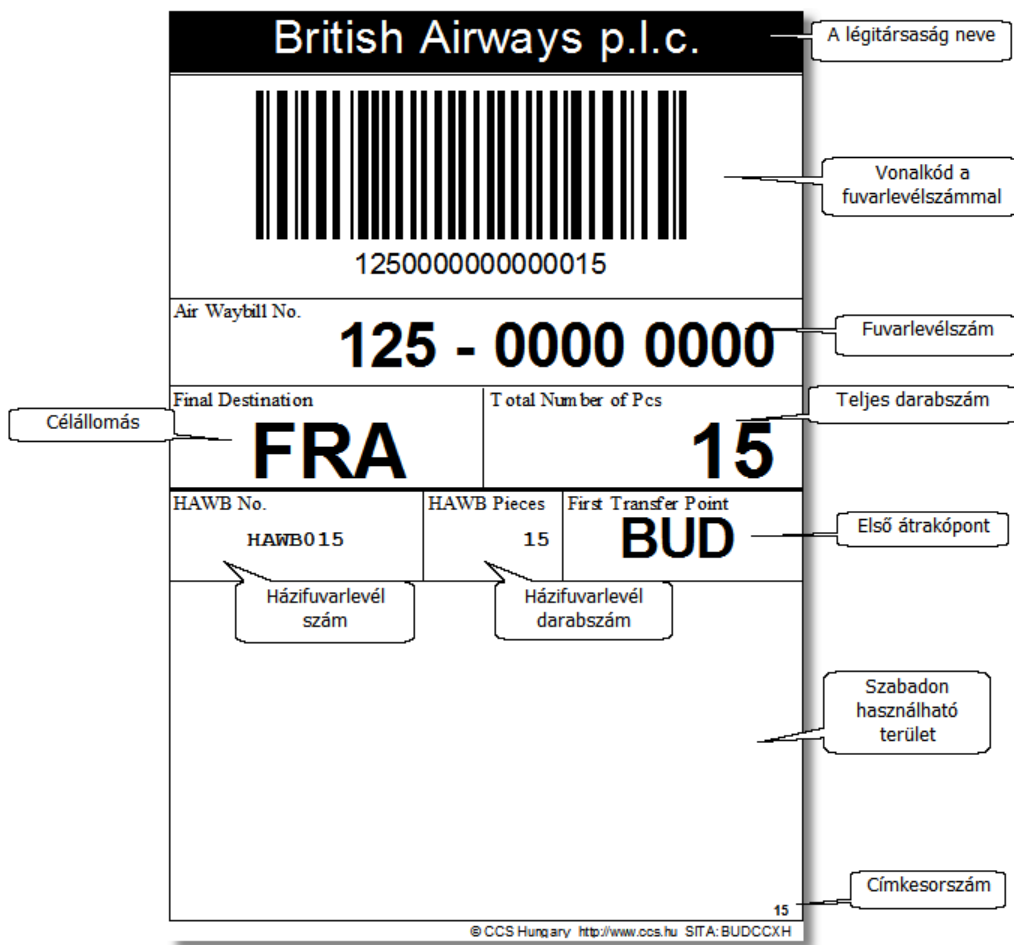 British Airways p.l.c.
A légitársaság neve
Vonalkód a
fuvarlevélszámmal
1250000000000015
Air Waybill No.
125 - 0000 0000
Fuvarlevélszám
Final Destination
FRA
Célállomás
Total Number of Pcs
15
Teljes darabszám
HAWB No.
HAWB015
HAWB Pieces
15
First Transfer Point
BUD
Első átrakópont
Házifuvarlevél
szám
Házifuvarlevél
darabszám
Szabadon
használható
terület
Címkesorszám
15
© CCS Hungary http://www.ccs.hu SITA: BUDCCXH